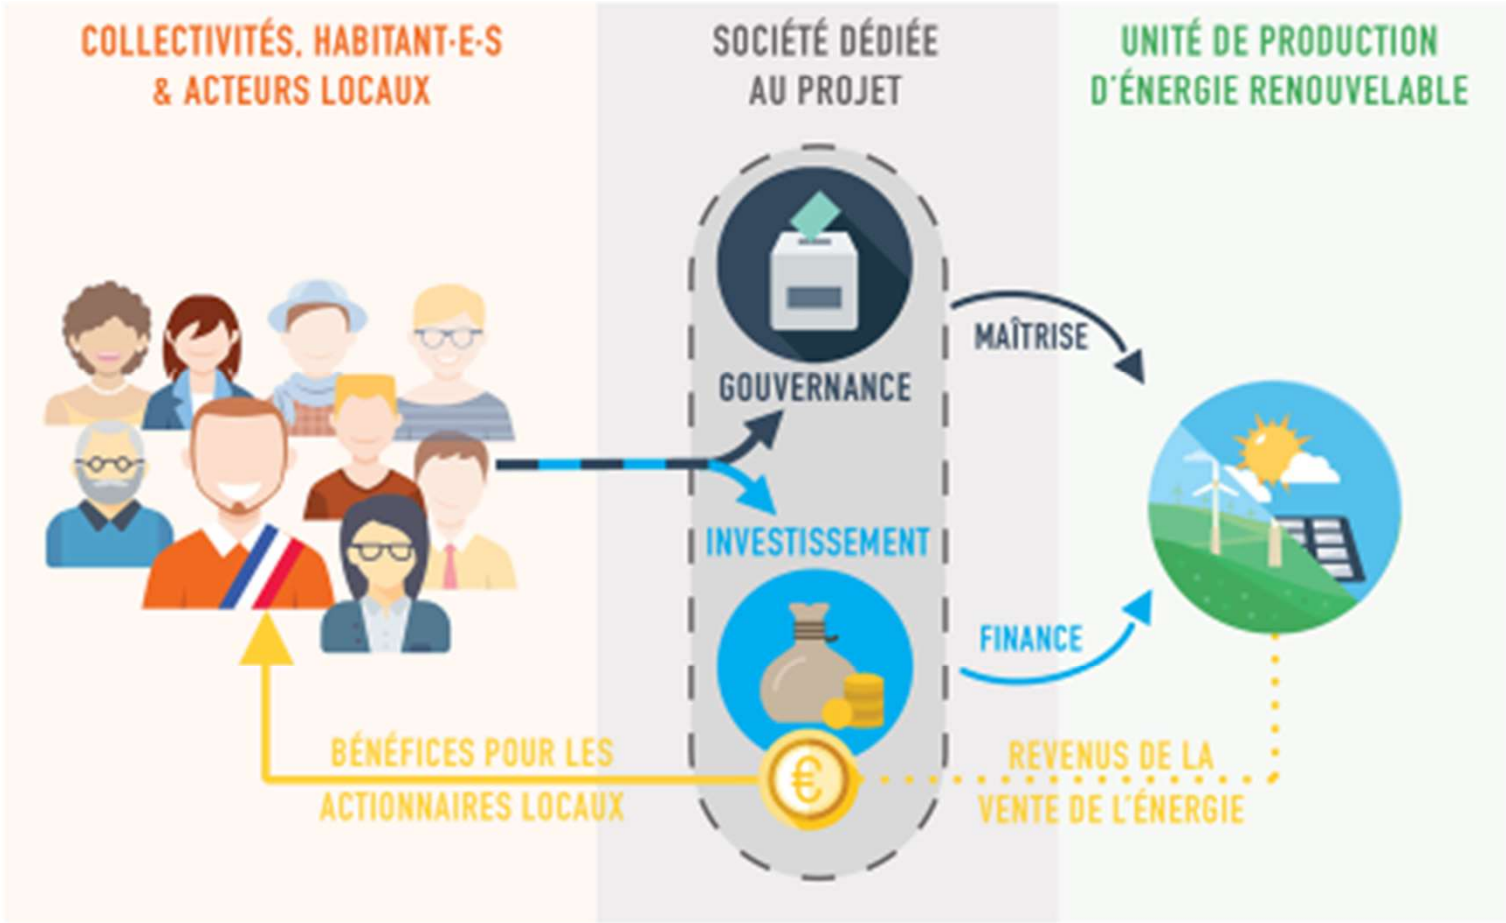 COLLECTIVITÉS, HABITANT·E·S
& ACTEURS LOCAUX
SOCIÉTÉ DÉDIÉE
AU PROJET
UNITÉ DE PRODUCTION
D'ÉNERGIE RENOUVELABLE
GOUVERNANCE
MAÎTRISE
INVESTISSEMENT
FINANCE
€
BÉNÉFICES POUR LES
ACTIONNAIRES LOCAUX
REVENUS DE LA
VENTE DE L'ÉNERGIE